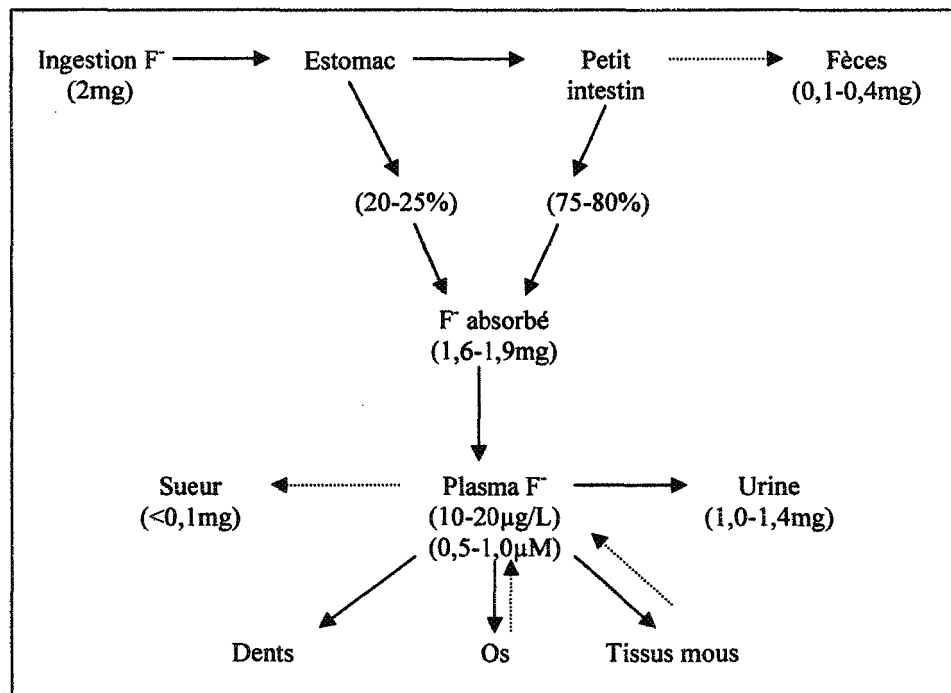 Ingestion F⁻
(2mg)
Estomac
Petit
intestin
Fèces
(0,1-0,4mg)
(20-25%)
(75-80%)
F⁻ absorbé
(1,6-1,9mg)
Sueur
(<0,1mg)
Plasma F⁻
(10-20µg/L)
(0,5-1,0µM)
Urine
(1,0-1,4mg)
Dents
Os
Tissus mous